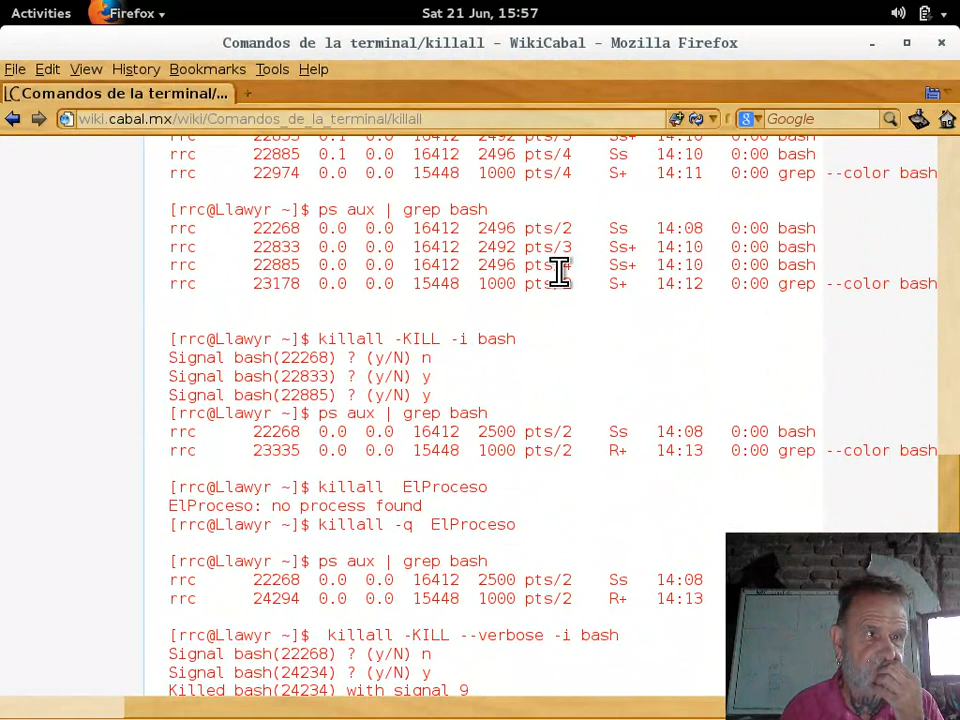 Activities Firefox Sat 21 Jun, 15:57
Comandos de la terminal/killall – WikiCabal – Mozilla Firefox
File Edit View History Bookmarks Tools Help
Comandos de la terminal/...
wiki.cabal.mx/wiki/Comandos_de_la_terminal/killall Google
rrc 22885 0.1 0.0 16412 2496 pts/4 Ss 14:10 0:00 bash
rrc 22974 0.0 0.0 15448 1000 pts/4 S+ 14:11 0:00 grep --color bash
[rrc@Llawyr ~]$ ps aux | grep bash
rrc 22268 0.0 0.0 16412 2496 pts/2 Ss 14:08 0:00 bash
rrc 22833 0.0 0.0 16412 2492 pts/3 Ss+ 14:10 0:00 bash
rrc 22885 0.0 0.0 16412 2496 pts/4 Ss+ 14:10 0:00 bash
rrc 23178 0.0 0.0 15448 1000 S+ 14:12 0:00 grep --color bash
[rrc@Llawyr ~]$ killall -KILL -i bash
Signal bash(22268) ? (y/N) n
Signal bash(22833) ? (y/N) y
Signal bash(22885) ? (y/N) y
[rrc@Llawyr ~]$ ps aux | grep bash
rrc 22268 0.0 0.0 16412 2500 pts/2 Ss 14:08 0:00 bash
rrc 23335 0.0 0.0 15448 1000 pts/2 R+ 14:13 0:00 grep --color bash
[rrc@Llawyr ~]$ killall ElProceso
ElProceso: no process found
[rrc@Llawyr ~]$ killall -q ElProceso
[rrc@Llawyr ~]$ ps aux | grep bash
rrc 22268 0.0 0.0 16412 2500 pts/2 Ss 14:08
rrc 24294 0.0 0.0 15448 1000 pts/2 R+ 14:13
[rrc@Llawyr ~]$ killall -KILL --verbose -i bash
Signal bash(22268) ? (y/N) n
Signal bash(24234) ? (y/N) y
Killed bash(24234) with signal 9